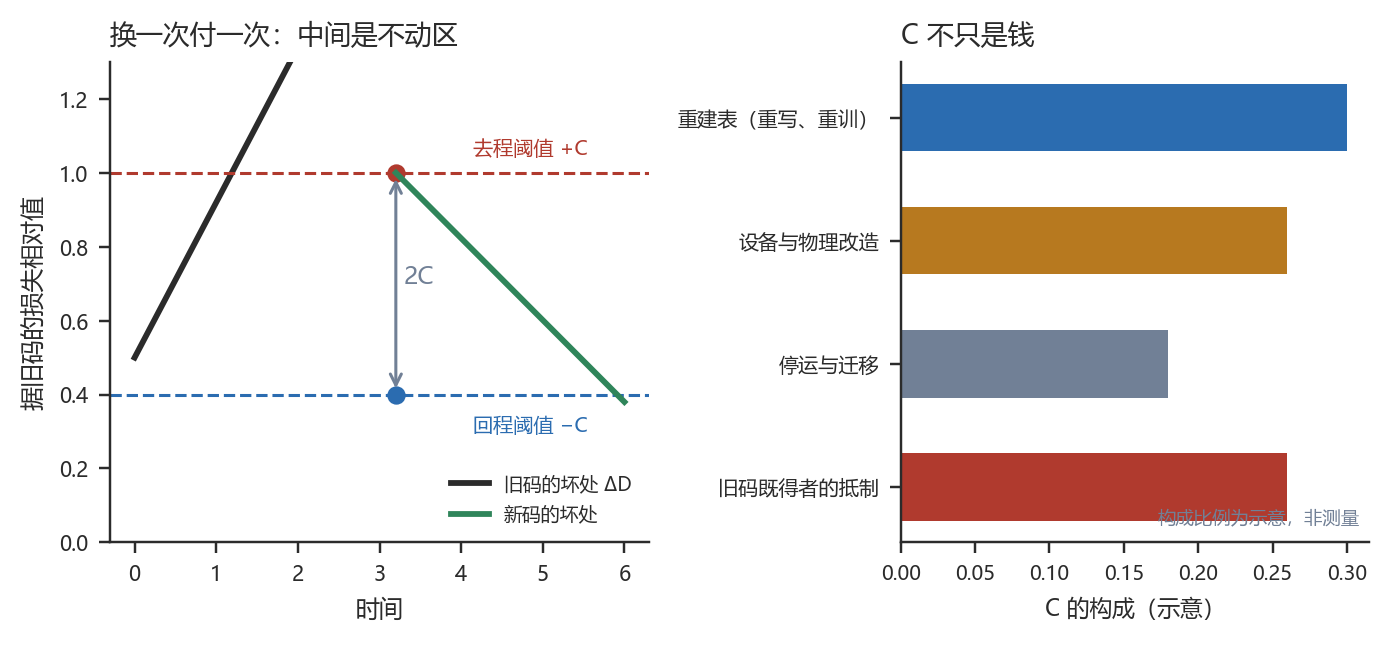 换一次付一次：中间是不动区
据旧码的损失相对值
1.2
1.0
0.8
0.6
0.4
0.2
0.0
去程阈值 +C
2C
回程阈值 −C
旧码的坏处 ΔD
新码的坏处
0
1
2
3
4
5
6
时间
C 不只是钱
重建表（重写、重训）
设备与物理改造
停运与迁移
旧码既得者的抵制
构成比例为示意，非测量
0.00
0.05
0.10
0.15
0.20
0.25
0.30
C 的构成（示意）